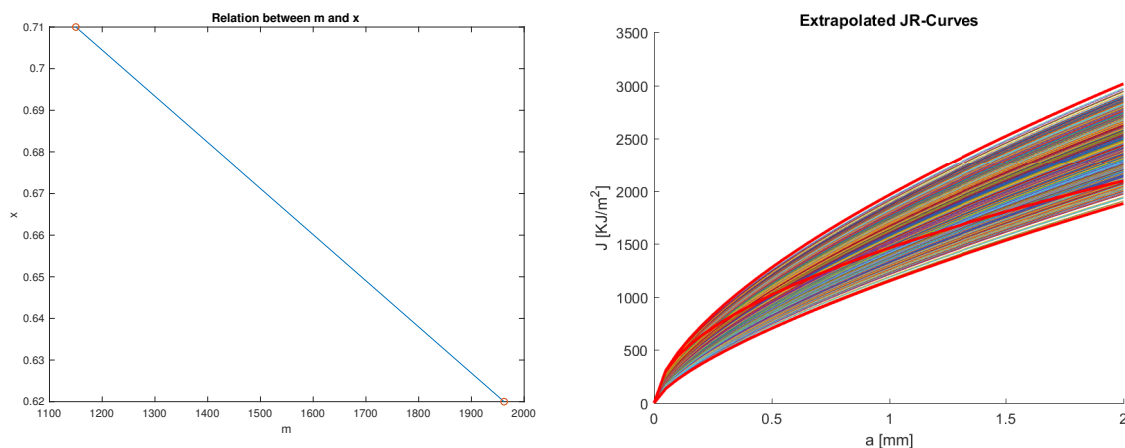 Relation between m and x
0.71
0.7
0.69
0.68
0.67
0.66
0.65
0.64
0.63
0.62
1100 1200 1300 1400 1500 1600 1700 1800 1900 2000
m
x
Extrapolated JR-Curves
3500
3000
2500
2000
1500
1000
500
0
0 0.5 1 1.5 2
a [mm]
J [KJ/m²]